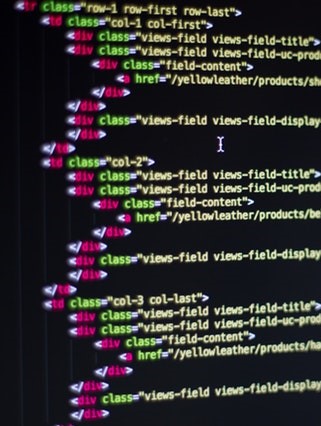 <tr class="row-1 row-first row-last">
<td class="col-1 col-first">
<div class="views-field views-field-title">
<div class="views-field views-field-uc-prod
<div class="field-content">
<a href="/yellowleather/products/sh
</div>
</div>
<div class="views-field views-field-display
</div>
</td>
<td class="col-2">
<div class="views-field views-field-title">
<div class="views-field views-field-uc-prod
<div class="field-content">
<a href="/yellowleather/products/be
</div>
</div>
<div class="views-field views-field-display
</div>
</td>
<td class="col-3 col-last">
<div class="views-field views-field-title">
<div class="views-field views-field-uc-prod
<div class="field-content">
<a href="/yellowleather/products/ha
</div>
</div>
<div class="views-field views-field-display
</div>